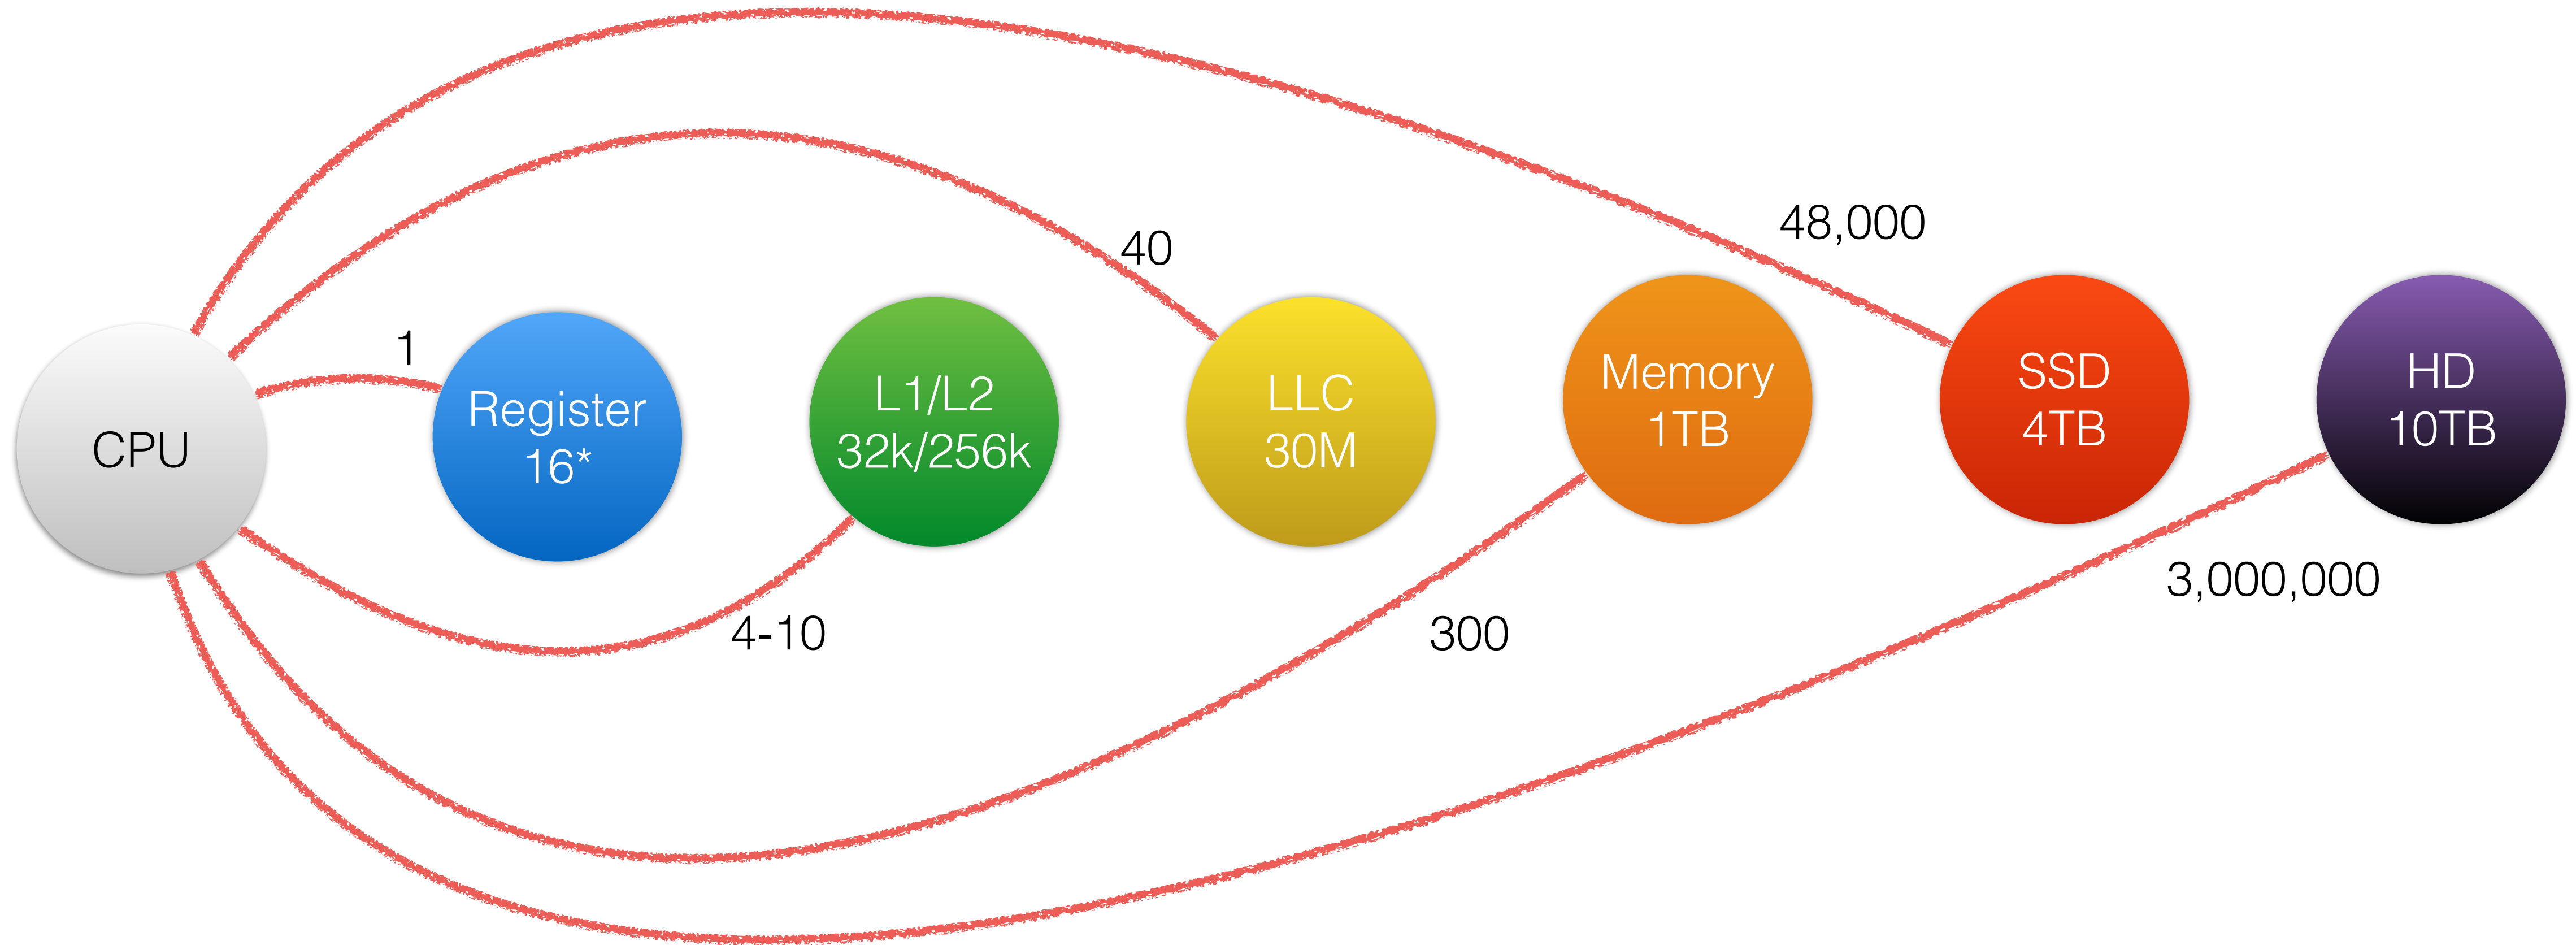 48,000
40
1
CPU
Register
16*
L1/L2
32k/256k
LLC
30M
Memory
1TB
SSD
4TB
HD
10TB
4-10
300
3,000,000